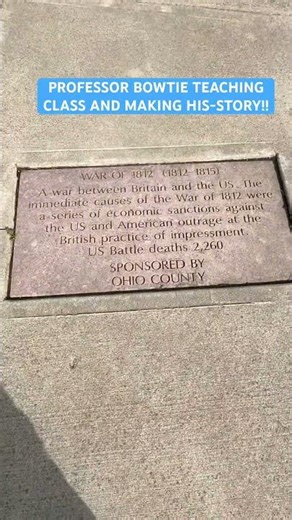 PROFESSOR BOWTIE TEACHING
CLASS AND MAKING HIS-STORY!!
WAR OF 1812 (1812-1815)
A war between Britain and the US. The
immediate causes of the War of 1812 were
a series of economic sanctions against
the US and American outrage at the
British practice of impressment.
US Battle deaths 2,260
SPONSORED BY
OHIO COUNTY